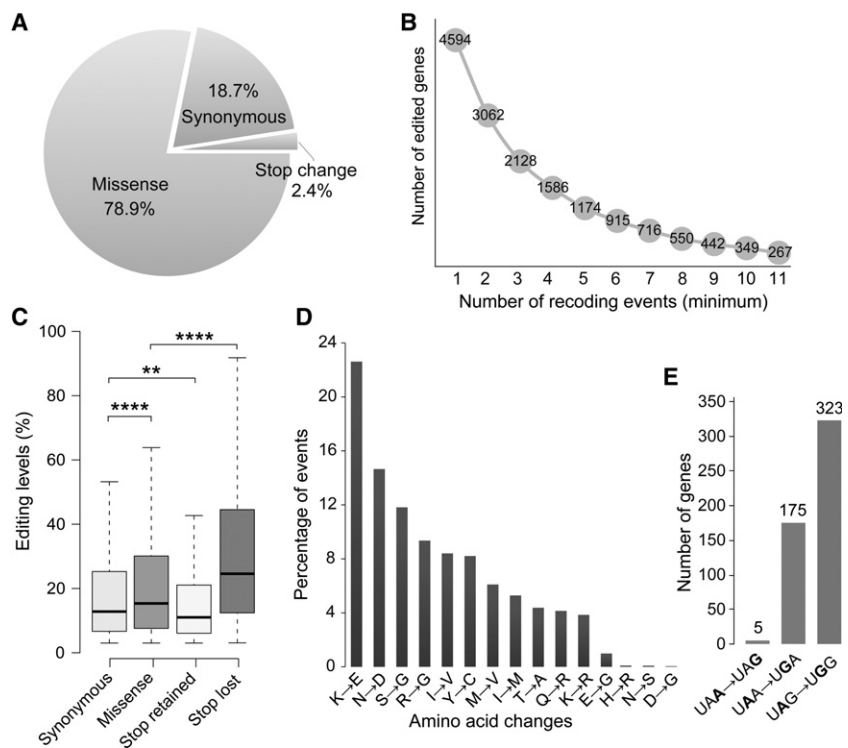 A
18.7%
Synonymous
Missense
78.9%
Stop change
2.4%
B
Number of edited genes
4594
3062
2128
1586
1174
915
716
550
442
349
267
1 2 3 4 5 6 7 8 9 10 11
Number of recoding events (minimum)
C
Editing levels (%)
100
80
60
40
20
0
****
**
****
Synonymous
Missense
Stop retained
Stop lost
D
Percentage of events
24
20
16
12
8
4
0
K→E
N→D
S→G
R→G
I→V
Y→C
M→V
I→M
T→A
Q→R
K→R
E→G
H→R
N→S
D→G
Amino acid changes
E
Number of genes
350
300
250
200
150
100
50
0
5
175
323
UAA→UAG
UAA→UGA
UAG→UGG